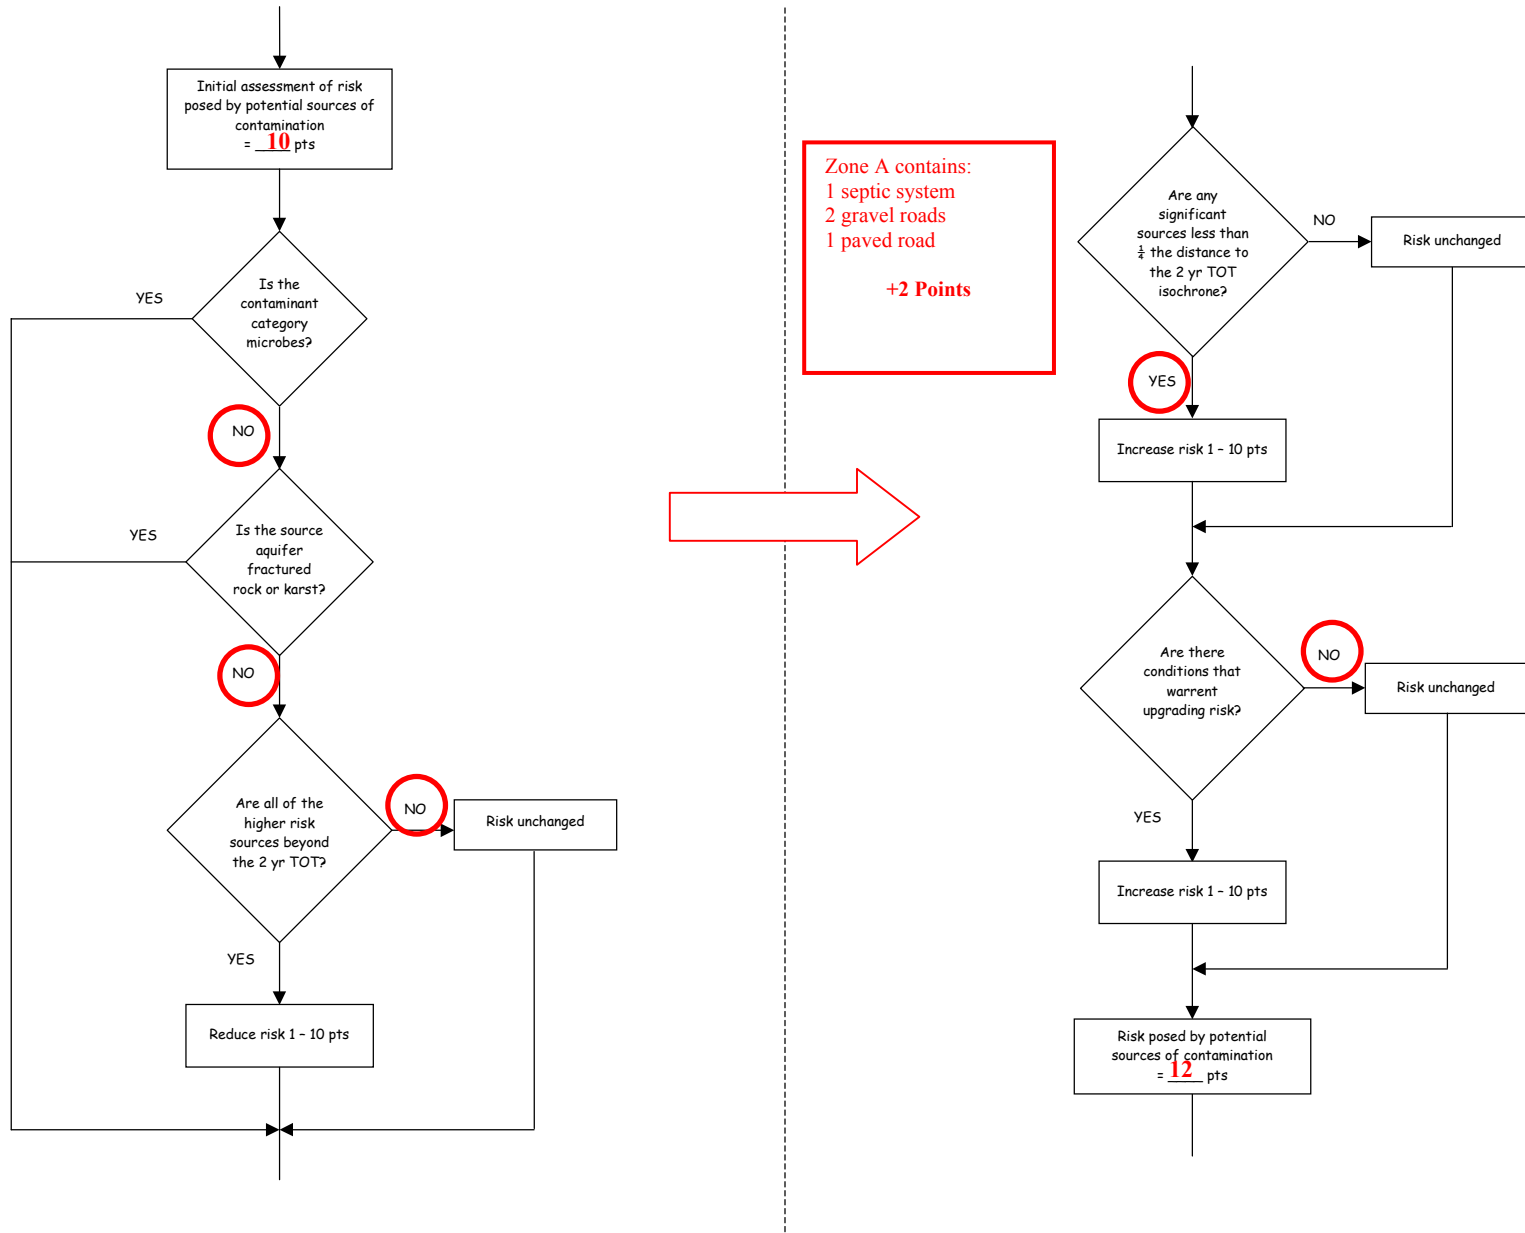 Initial assessment of risk
posed by potential sources of
contamination
= 10 pts
Is the
contaminant
category
microbes?
YES
NO
Is the source
aquifer
fractured
rock or karst?
YES
NO
Are all of the
higher risk
sources beyond
the 2 yr TOT?
NO
Risk unchanged
YES
Reduce risk 1 – 10 pts
Zone A contains:
1 septic system
2 gravel roads
1 paved road
+2 Points
Are any
significant
sources less than
¼ the distance to
the 2 yr TOT
isochrone?
NO
Risk unchanged
YES
Increase risk 1 – 10 pts
Are there
conditions that
warrent
upgrading risk?
NO
Risk unchanged
YES
Increase risk 1 – 10 pts
Risk posed by potential
sources of contamination
= 12 pts